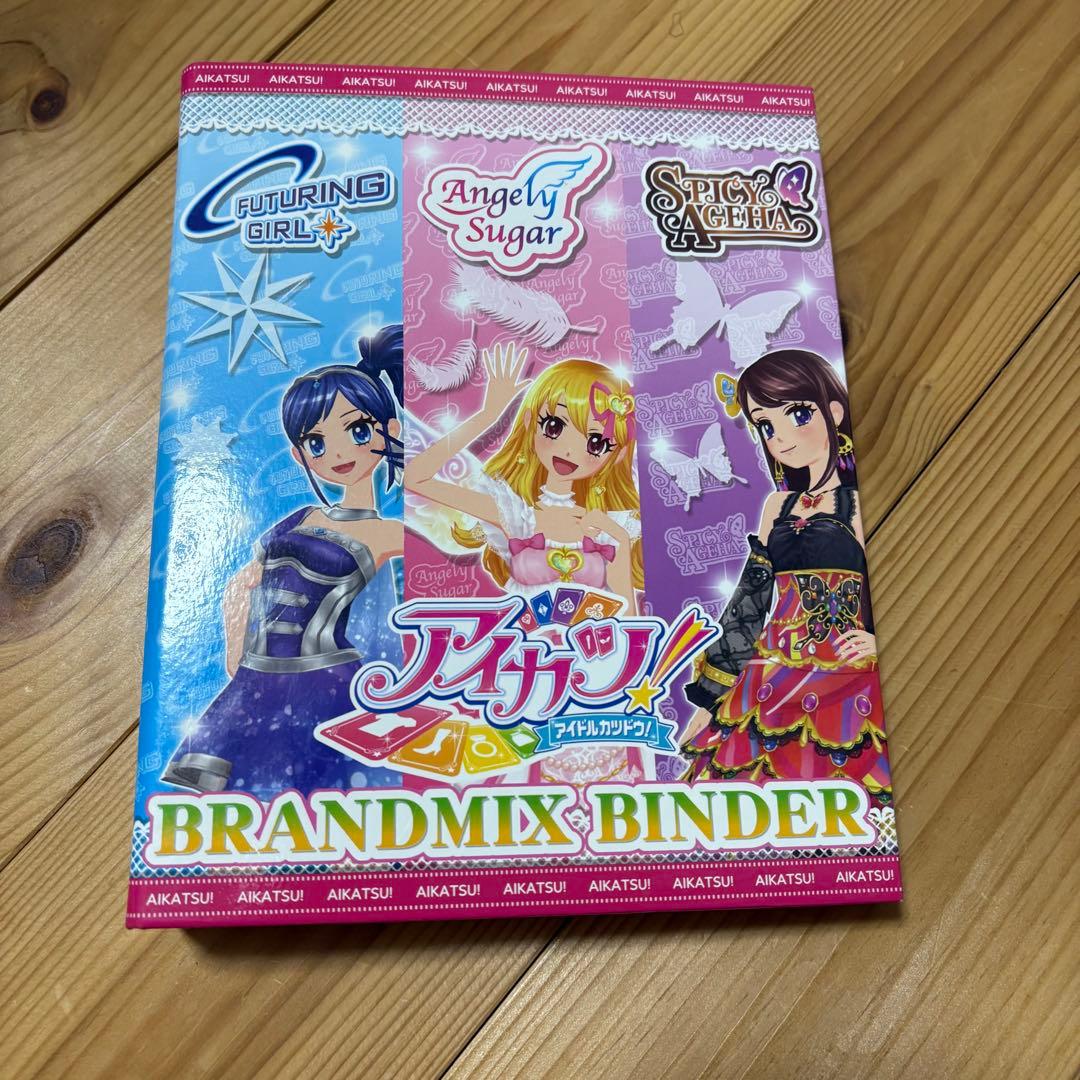 AIKATSU! AIKATSU! AIKATSU! AIKATSU! AIKATSU! AIKATSU! AIKATSU! AIKATSU! AIKATSU!
FUTURING
GIRL
Angely
Sugar
SPICY
AGEHA
アイカツ!
アイドルカツドウ!
BRANDMIX BINDER
AIKATSU! AIKATSU! AIKATSU! AIKATSU! AIKATSU! AIKATSU! AIKATSU! AIKATSU! AIKATSU!